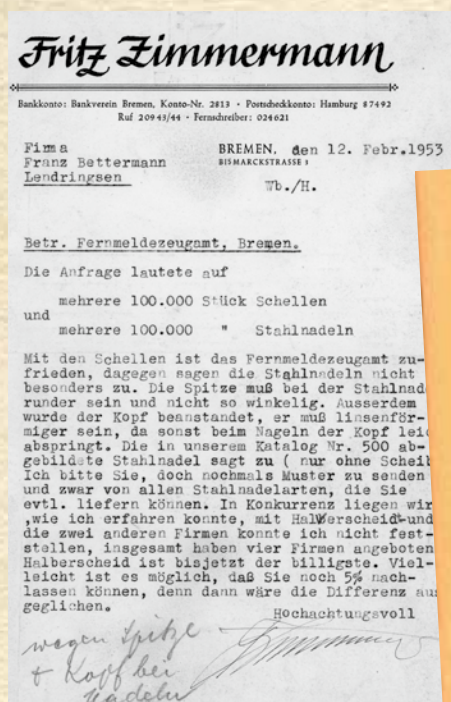 Fritz Zimmermann
Bankkonto: Bankverein Bremen, Konto-Nr. 2813 · Postscheckkonto: Hamburg 87492
Ruf 20943/44 · Fernschreiber: 024621
Firma
Franz Bettermann
Lendringsen
BREMEN, den 12. Febr.1953
BISMARCKSTRASSE
Wb./H.
Betr. Fernmeldezeugamt, Bremen.
Die Anfrage lautete auf
mehrere 100.000 Stück Schellen
und
mehrere 100.000 " Stahlnadeln
Mit den Schellen ist das Fernmeldezeugamt zu-
frieden, dagegen sagen die Stahlnadeln nicht
besonders zu. Die Spitze muß bei der Stahlnad
runder sein und nicht so winkelig. Ausserdem
wurde der Kopf beanstandet, er muß linsenför-
miger sein, da sonst beim Nageln der Kopf leic
abspringt. Die in unserem Katalog Nr. 500 ab-
gebildete Stahlnadel sagt zu ( nur ohne Scheib
Ich bitte Sie, doch nochmals Muster zu senden
und zwar von allen Stahlnadelarten, die Sie
evtl. liefern können. In Konkurrenz liegen wir
,wie ich erfahren konnte, mit Halverscheid und
die zwei anderen Firmen konnte ich nicht fest-
stellen, insgesamt haben vier Firmen angeboten
Halberscheid ist bisjetzt der billigste. Viel-
leicht ist es möglich, daß Sie noch 5% nach-
lassen können, denn dann wäre die Differenz au
geglichen.
Hochachtungsvoll
wegen Spitze
+ Kopf bei
Nadeln